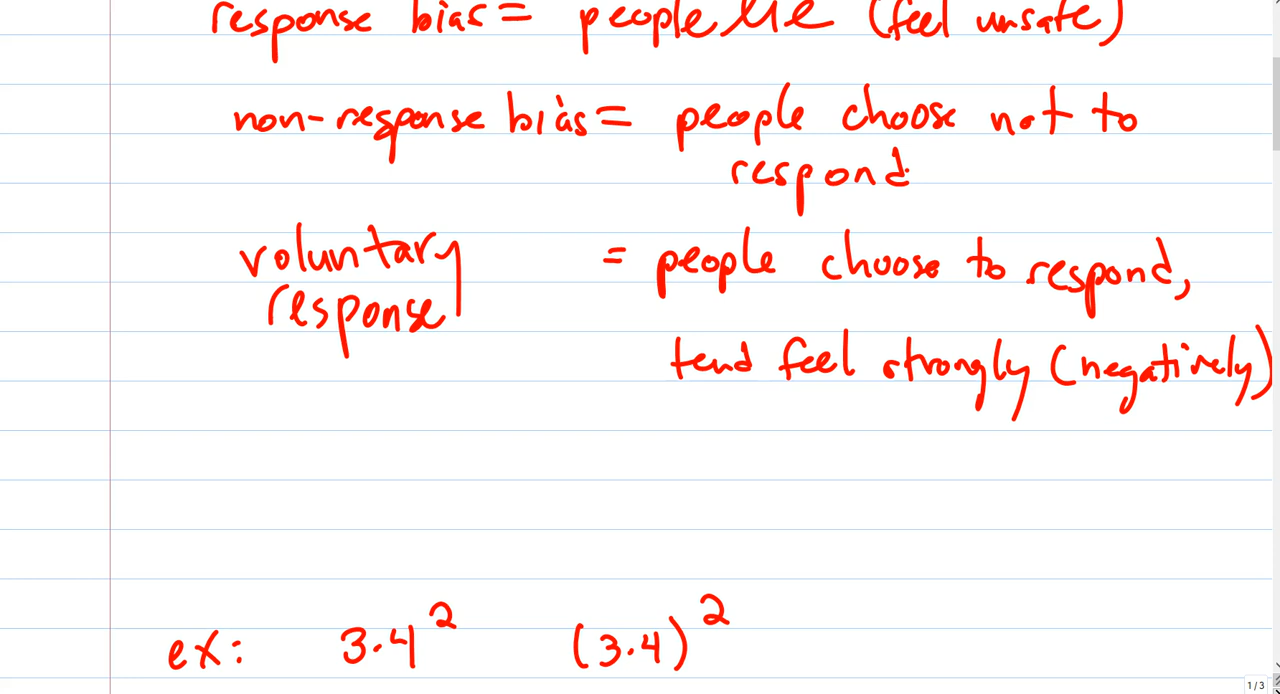 response bias = people lie (feel unsafe)
non-response bias = people choose not to
respond
voluntary = people choose to respond,
response
tend feel strongly (negatively)
ex: 3·4² (3·4)²
1 / 3